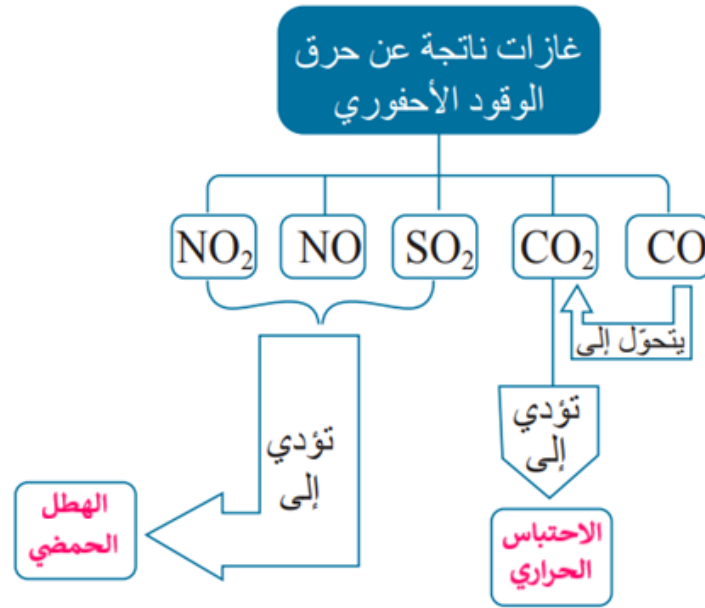 غازات ناتجة عن حرق
الوقود الأحفوري
CO
CO₂
SO₂
NO
NO₂
يتحوّل إلى
تؤدي
إلى
تؤدي
إلى
الاحتباس
الحراري
الهطل
الحمضي